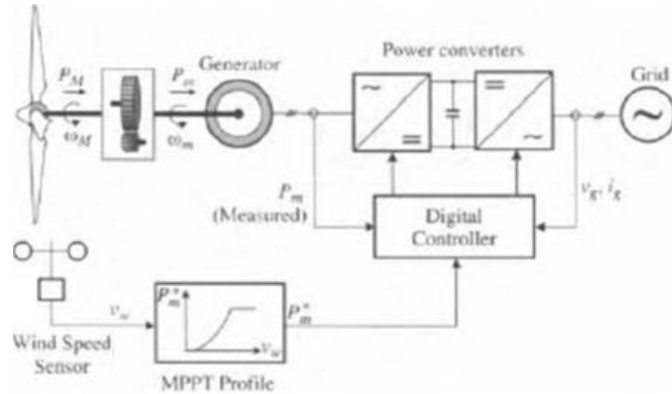 Power converters
Generator
Grid
P_M
P_m
ω_M
ω_m
P_m
(Measured)
Digital
Controller
v_g, i_g
P_m^*
v_w
v_w
P_m^*
Wind Speed
Sensor
MPPT Profile